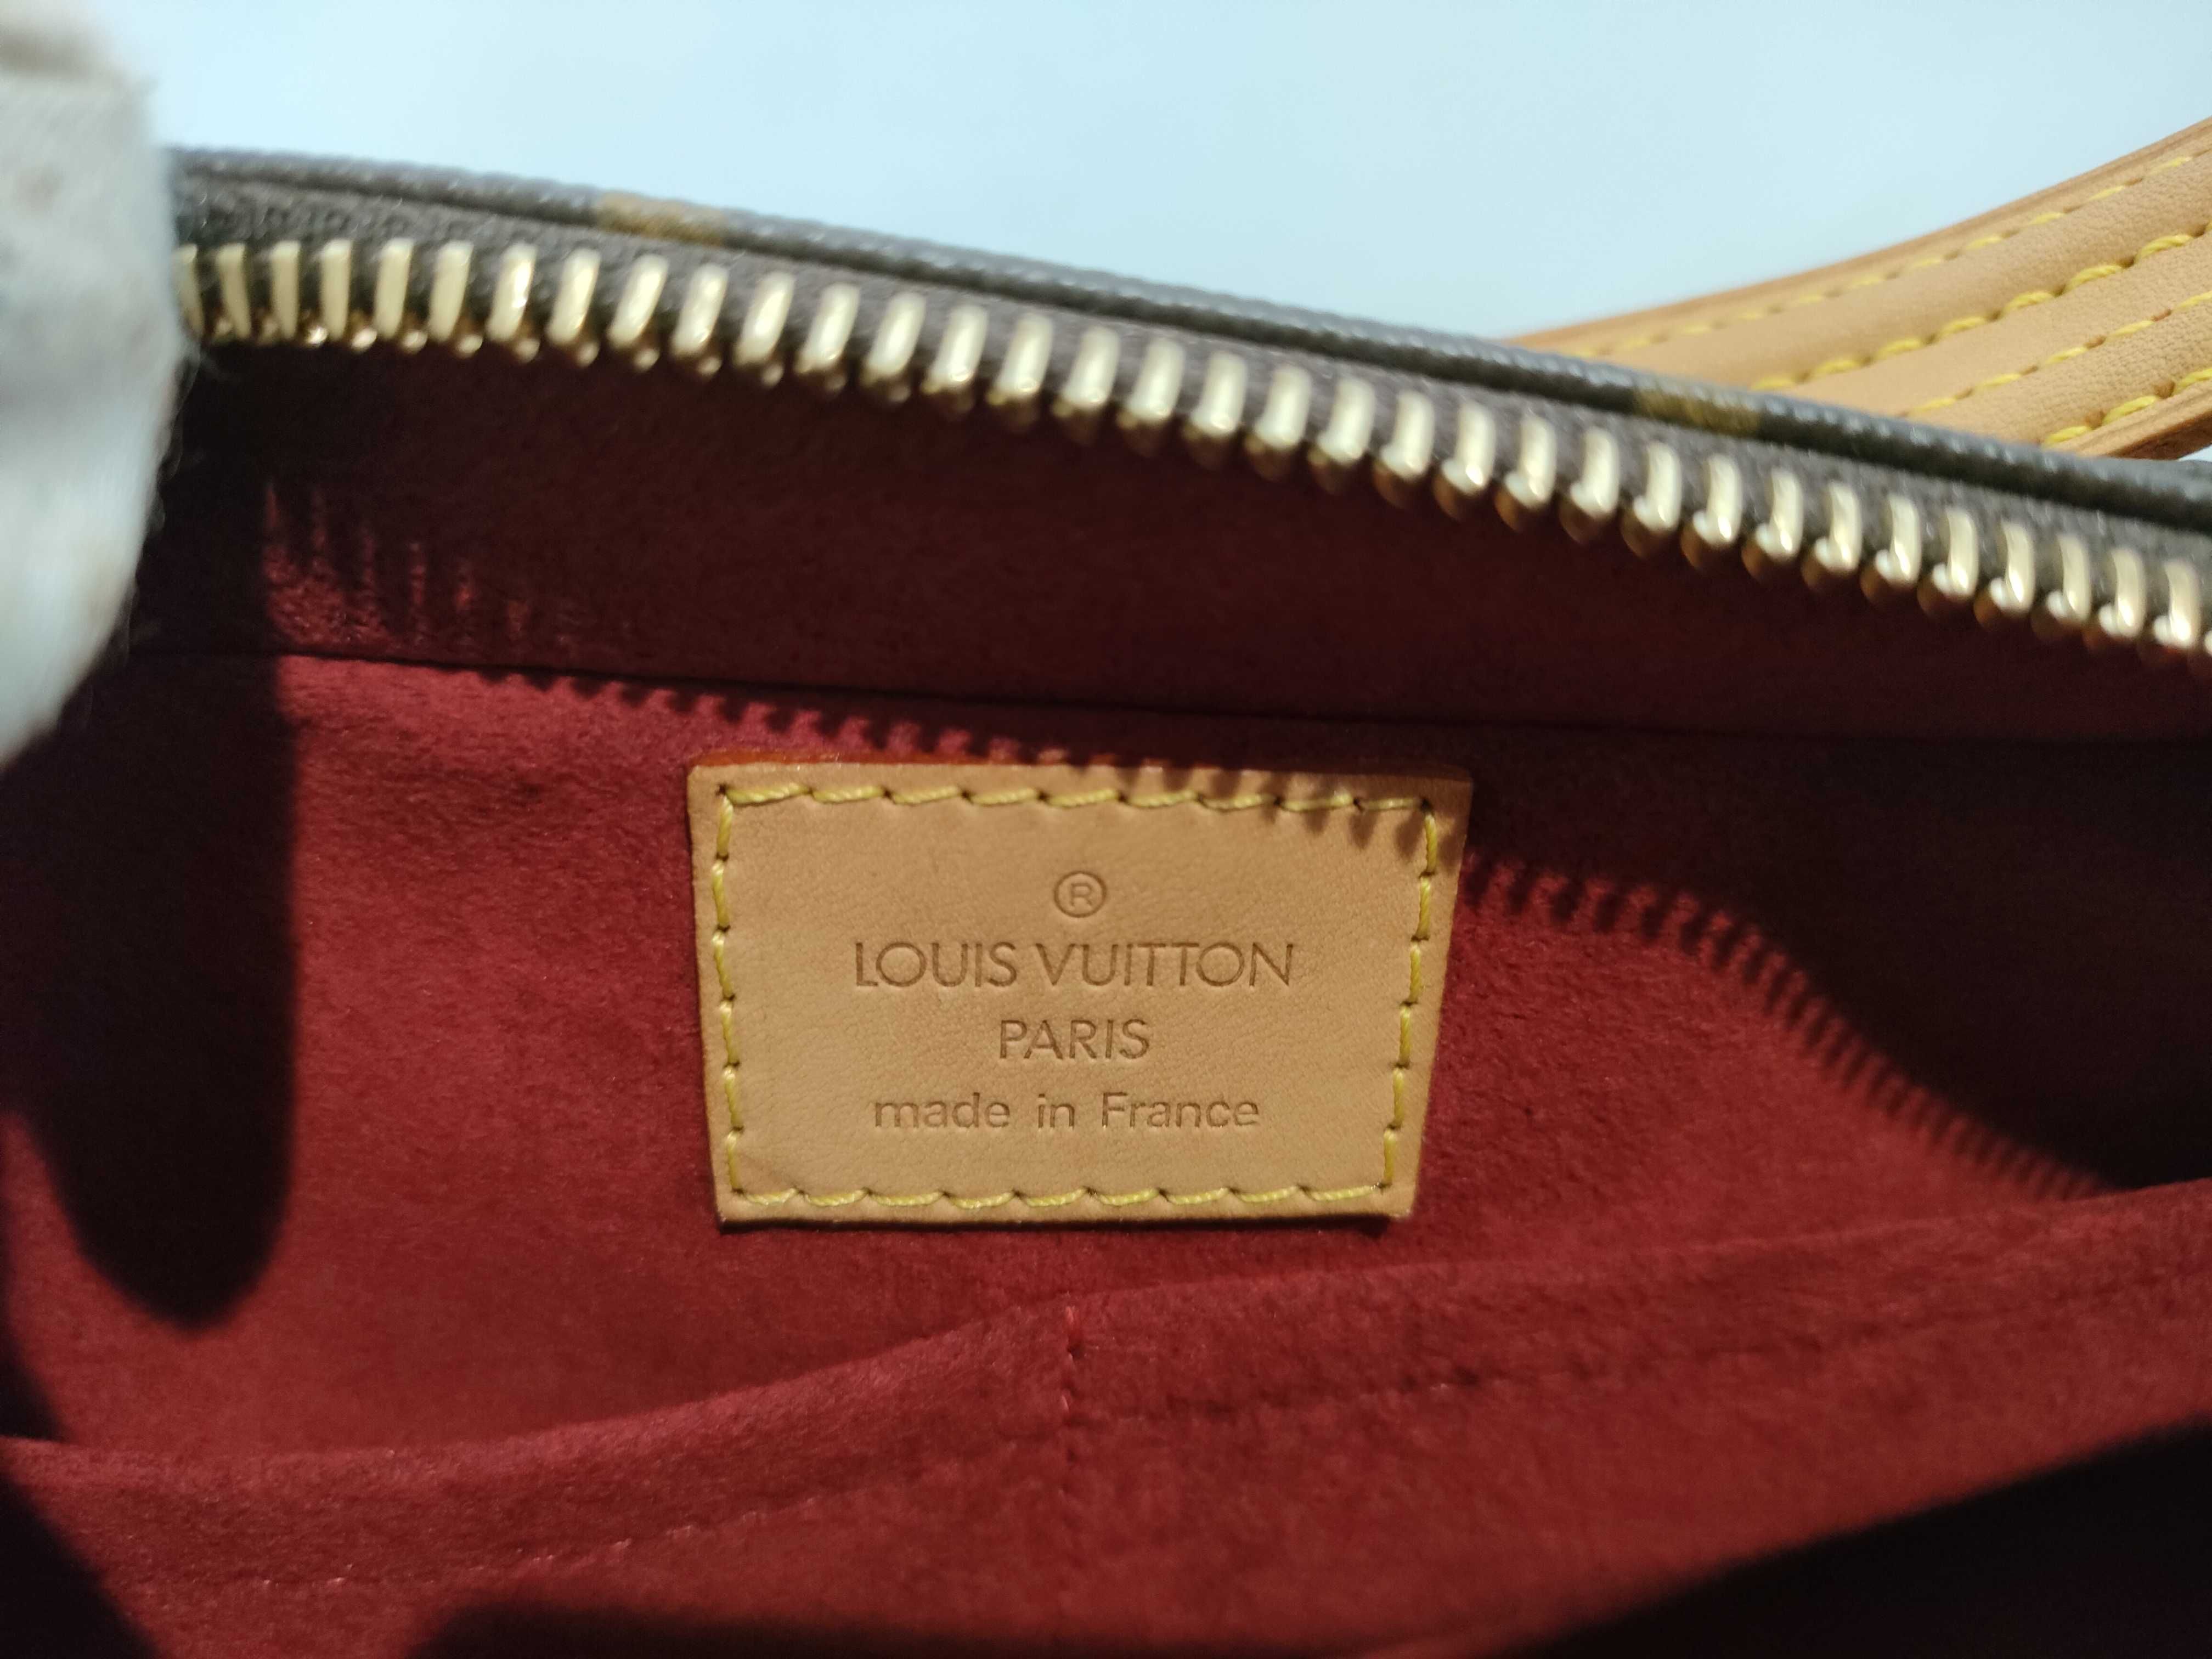 ®
LOUIS VUITTON
PARIS
made in France